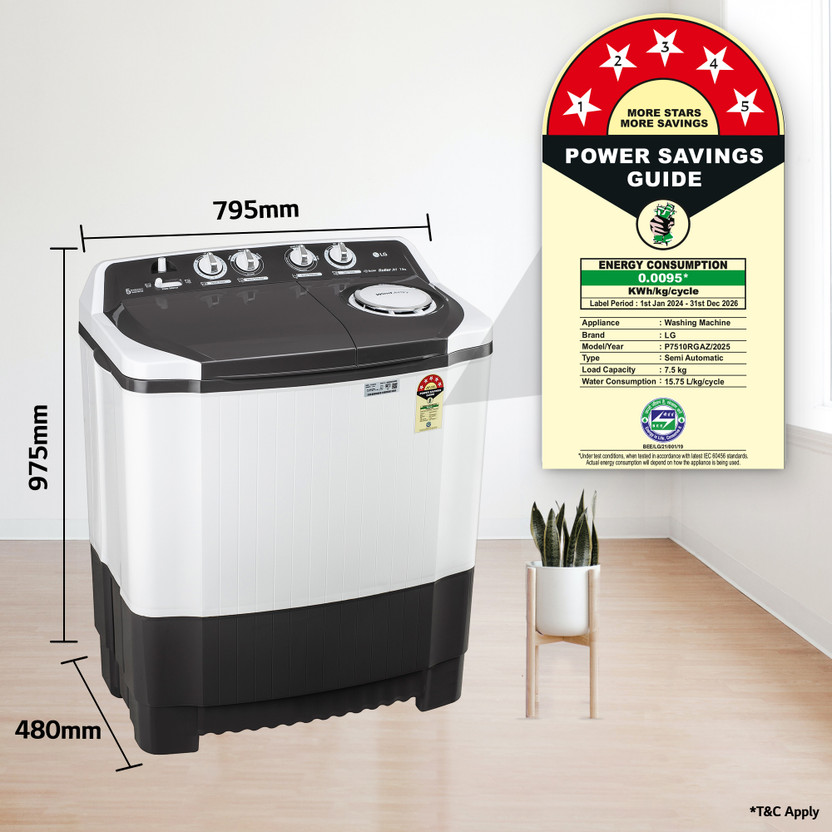 1 2 3 4 5
MORE STARS
MORE SAVINGS
POWER SAVINGS
GUIDE
ENERGY CONSUMPTION
0.0095*
KWh/kg/cycle
Label Period : 1st Jan 2024 - 31st Dec 2026
Appliance : Washing Machine
Brand : LG
Model/Year : P7510RGAZ/2025
Type : Semi Automatic
Load Capacity : 7.5 kg
Water Consumption : 15.75 L/kg/cycle
BEE/LG/21/001/19
*Under test conditions, when tested in accordance with latest IEC 60456 standards.
Actual energy consumption will depend on how the appliance is being used.
795mm
LG
975mm
480mm
*T&C Apply